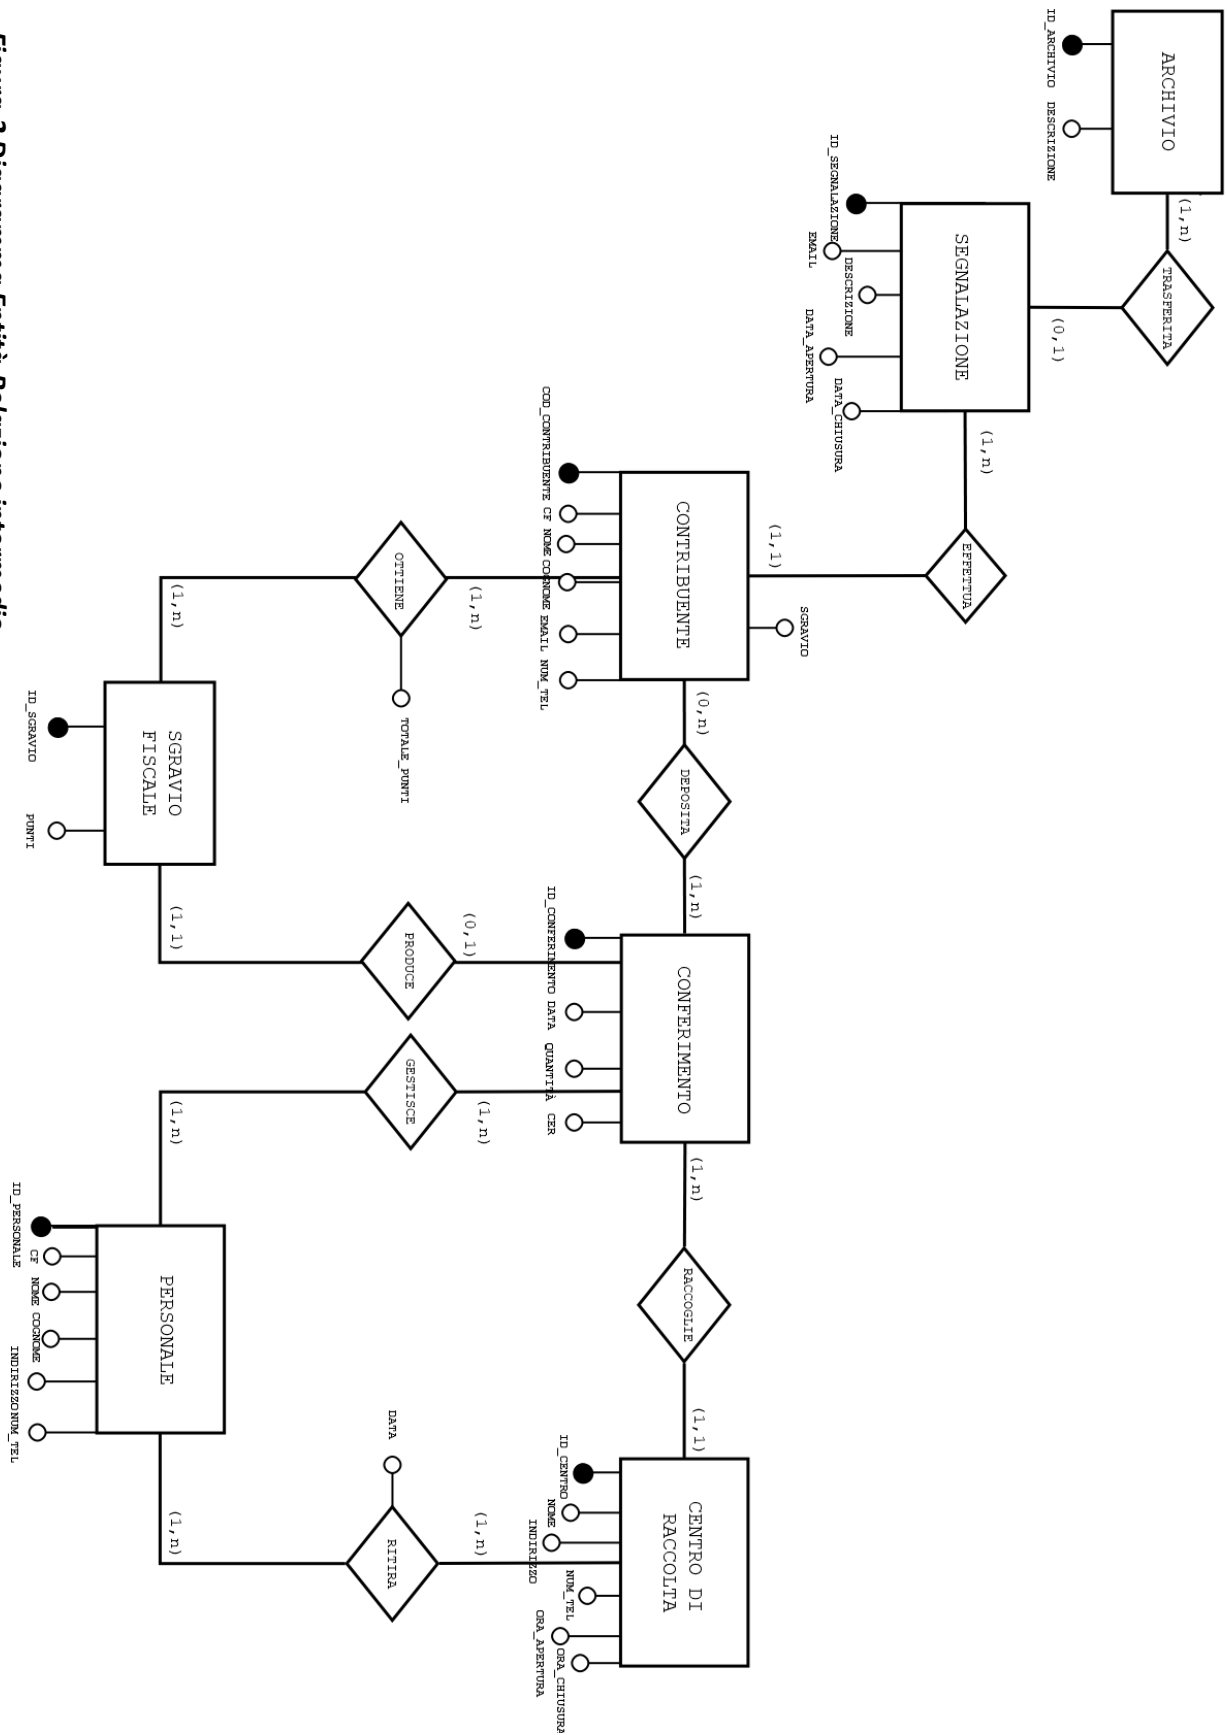 ARCHIVIO
ID_ARCHIVIO
DESCRIZIONE
(1,n)
TRASFERITA
(0,1)
SEGNALAZIONE
ID_SEGNALAZIONE
EMAIL
DESCRIZIONE
DATA_APERTURA
DATA_CHIUSURA
(1,n)
EFFETTUA
(1,1)
SGRAVIO
CONTRIBUENTE
COD_CONTRIBUENTE
CF
NOME
COGNOME
EMAIL
NUM_TEL
(0,n)
DEPOSITA
(1,n)
CONFERIMENTO
ID_CONFERIMENTO
DATA
QUANTITÀ
CER
(1,n)
RACCOGLIE
(1,1)
CENTRO DI
RACCOLTA
ID_CENTRO
NOME
INDIRIZZO
NUM_TEL
ORA_APERTURA
ORA_CHIUSURA
(1,n)
OTTIENE
TOTALE_PUNTI
(1,n)
SGRAVIO
FISCALE
ID_SGRAVIO
PUNTI
(1,1)
PRODUCE
(0,1)
(1,n)
GESTISCE
(1,n)
PERSONALE
ID_PERSONALE
CF
NOME
COGNOME
INDIRIZZO
NUM_TEL
(1,n)
RITIRA
DATA
(1,n)